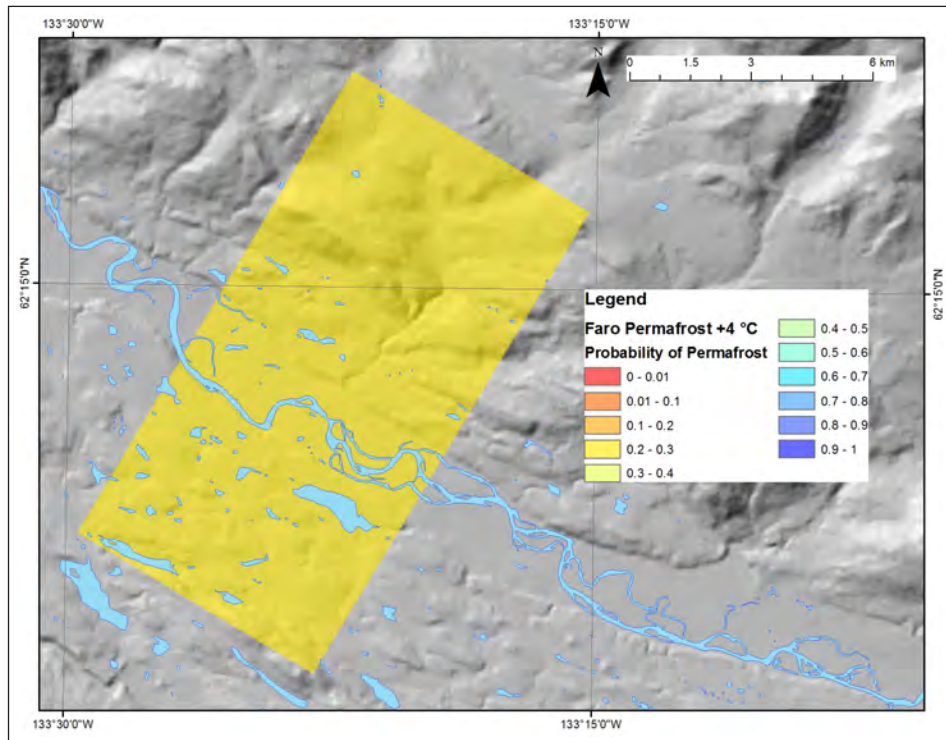 133°30'0"W
133°15'0"W
N
0 1.5 3 6 km
62°15'0"N
62°15'0"N
Legend
Faro Permafrost +4 °C
Probability of Permafrost
0 - 0.01
0.01 - 0.1
0.1 - 0.2
0.2 - 0.3
0.3 - 0.4
0.4 - 0.5
0.5 - 0.6
0.6 - 0.7
0.7 - 0.8
0.8 - 0.9
0.9 - 1
133°30'0"W
133°15'0"W